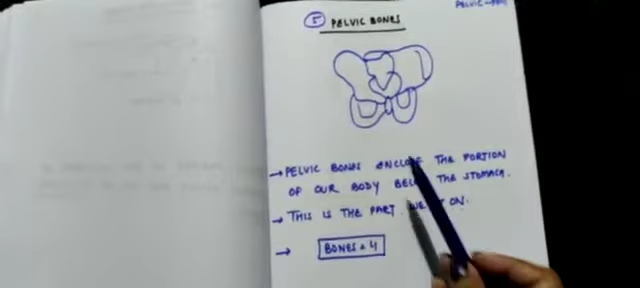 PELVIC
5 PELVIC BONES
→ PELVIC BONES ENCLOSE THE PORTION
OF OUR BODY THE STOMACH.
→ THIS IS THE PART ON.
→ BONES = 4